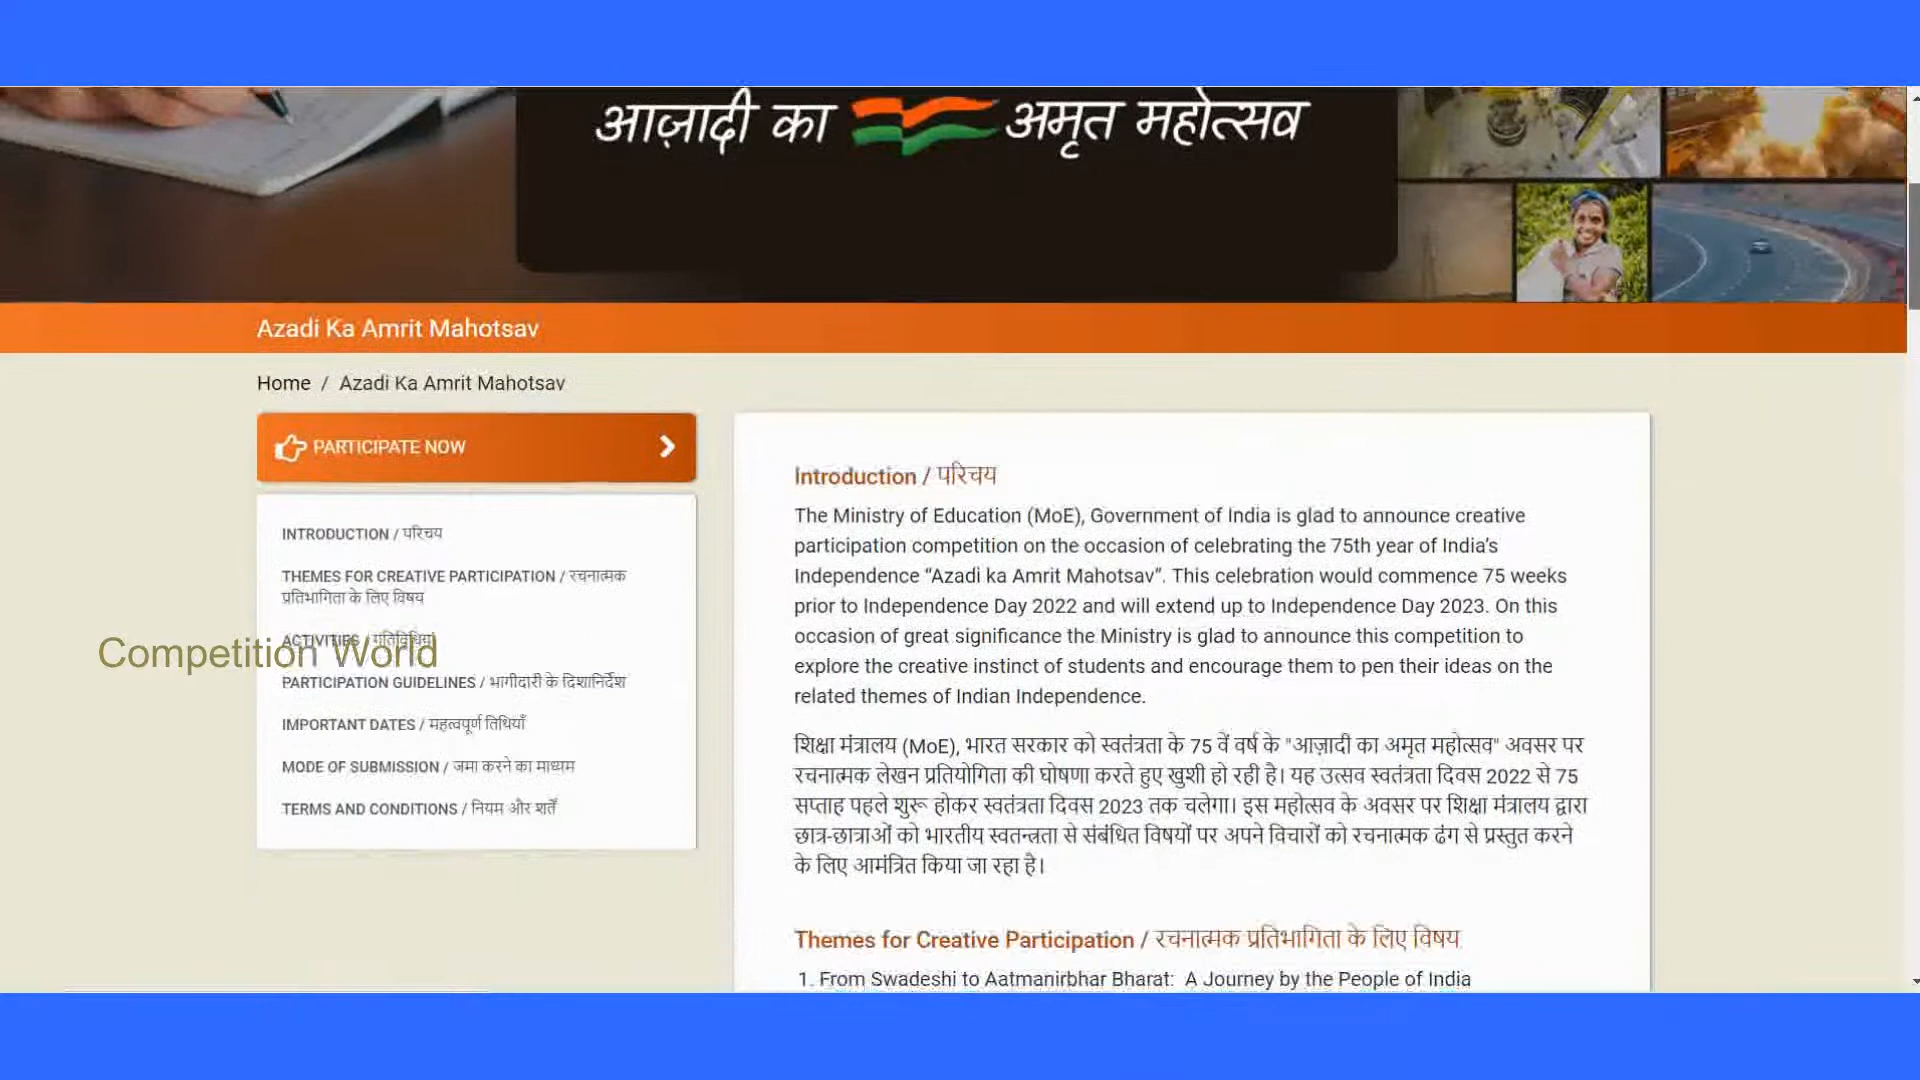 आज़ादी का अमृत महोत्सव
Azadi Ka Amrit Mahotsav
Home / Azadi Ka Amrit Mahotsav
PARTICIPATE NOW
INTRODUCTION / परिचय
THEMES FOR CREATIVE PARTICIPATION / रचनात्मक
प्रतिभागिता के लिए विषय
ACTIVITIES / गतिविधियां
Competition World
PARTICIPATION GUIDELINES / भागीदारी के दिशानिर्देश
IMPORTANT DATES / महत्वपूर्ण तिथियाँ
MODE OF SUBMISSION / जमा करने का माध्यम
TERMS AND CONDITIONS / नियम और शर्तें
Introduction / परिचय
The Ministry of Education (MoE), Government of India is glad to announce creative
participation competition on the occasion of celebrating the 75th year of India’s
Independence “Azadi ka Amrit Mahotsav”. This celebration would commence 75 weeks
prior to Independence Day 2022 and will extend up to Independence Day 2023. On this
occasion of great significance the Ministry is glad to announce this competition to
explore the creative instinct of students and encourage them to pen their ideas on the
related themes of Indian Independence.
शिक्षा मंत्रालय (MoE), भारत सरकार को स्वतंत्रता के 75 वें वर्ष के "आज़ादी का अमृत महोत्सव" अवसर पर
रचनात्मक लेखन प्रतियोगिता की घोषणा करते हुए खुशी हो रही है। यह उत्सव स्वतंत्रता दिवस 2022 से 75
सप्ताह पहले शुरू होकर स्वतंत्रता दिवस 2023 तक चलेगा। इस महोत्सव के अवसर पर शिक्षा मंत्रालय द्वारा
छात्र-छात्राओं को भारतीय स्वतन्त्रता से संबंधित विषयों पर अपने विचारों को रचनात्मक ढंग से प्रस्तुत करने
के लिए आमंत्रित किया जा रहा है।
Themes for Creative Participation / रचनात्मक प्रतिभागिता के लिए विषय
1. From Swadeshi to Aatmanirbhar Bharat: A Journey by the People of India